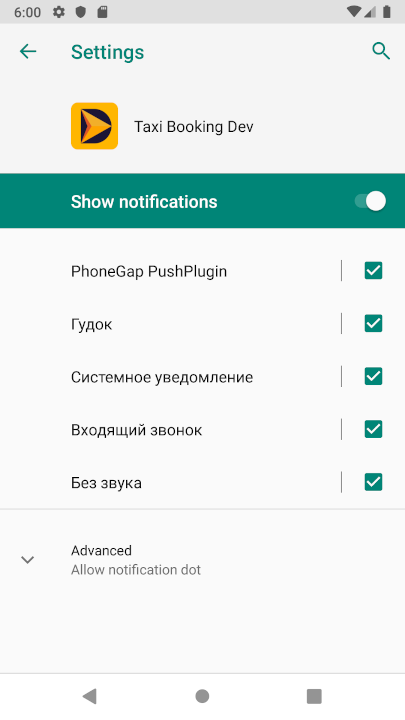 6:00
Settings
Taxi Booking Dev
Show notifications
PhoneGap PushPlugin
Гудок
Системное уведомление
Входящий звонок
Без звука
Advanced
Allow notification dot